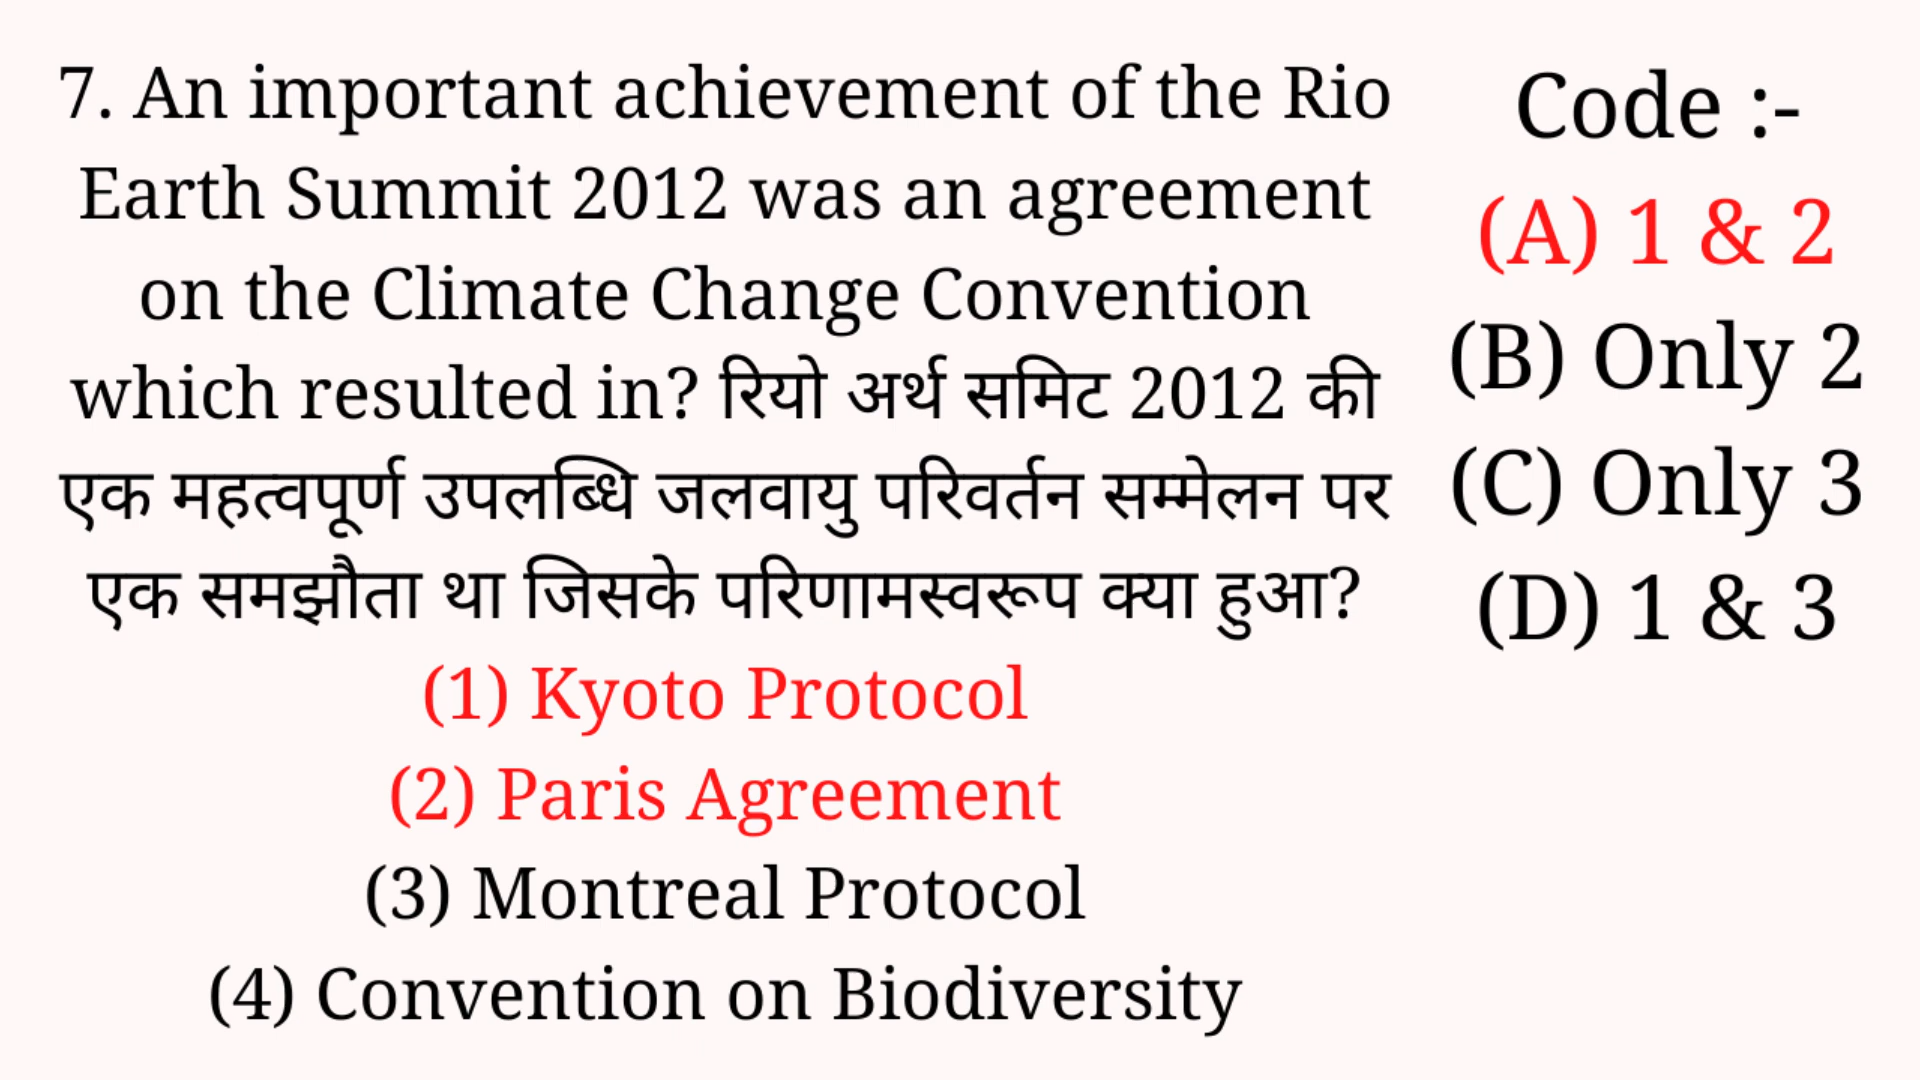 7. An important achievement of the Rio
Earth Summit 2012 was an agreement
on the Climate Change Convention
which resulted in? रियो अर्थ समिट 2012 की
एक महत्वपूर्ण उपलब्धि जलवायु परिवर्तन सम्मेलन पर
एक समझौता था जिसके परिणामस्वरूप क्या हुआ?
(1) Kyoto Protocol
(2) Paris Agreement
(3) Montreal Protocol
(4) Convention on Biodiversity
Code :-
(A) 1 & 2
(B) Only 2
(C) Only 3
(D) 1 & 3